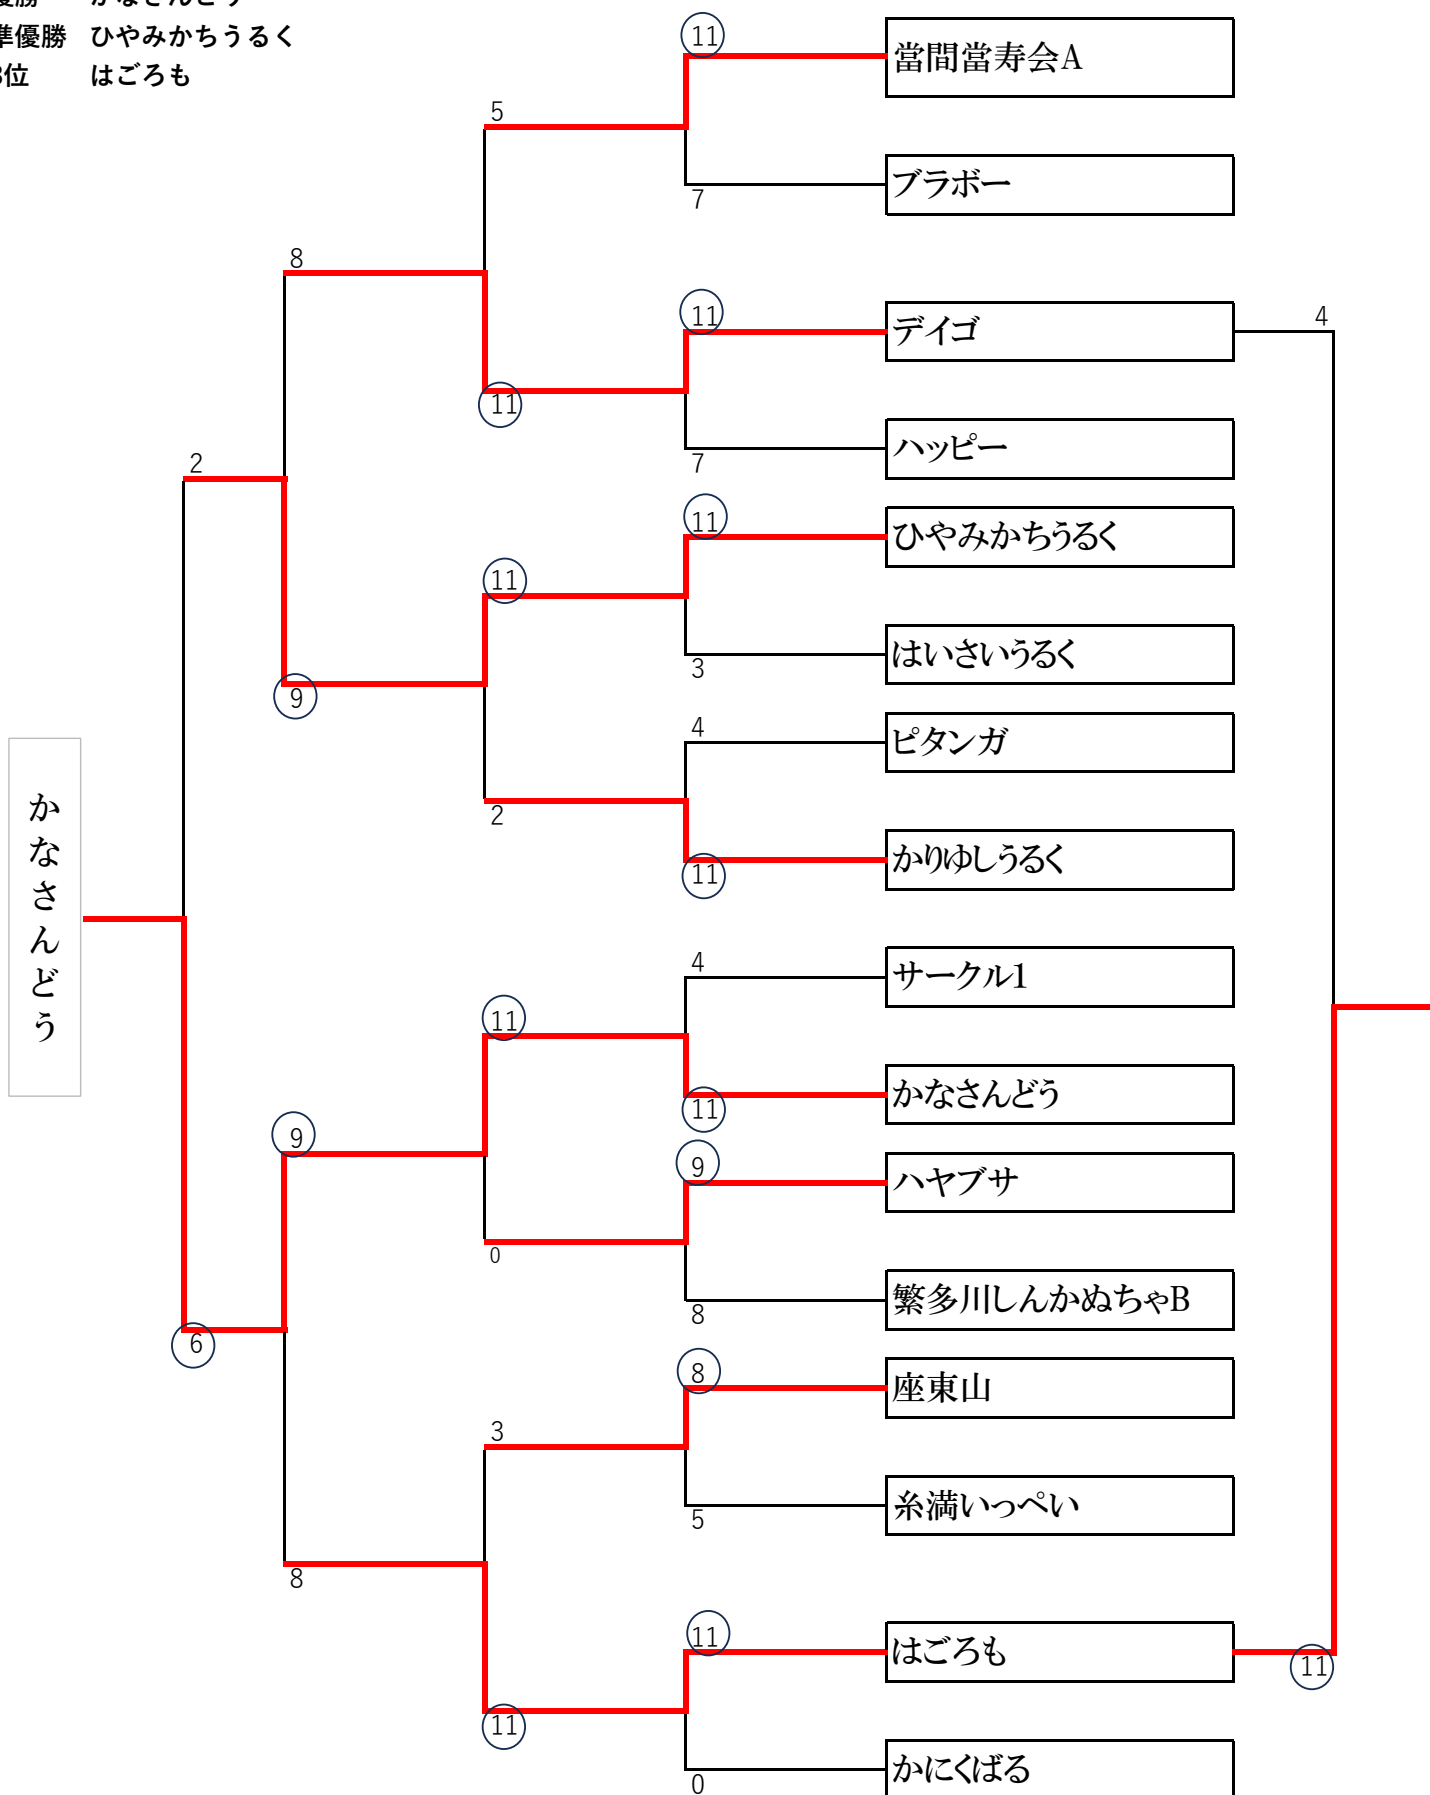 準優勝 ひやみかちうるく
3位 はごろも
11
當間當寿会A
5
ブラボー
7
8
11
デイゴ
4
11
ハッピー
7
2
11
ひやみかちうるく
11
はいさいうるく
3
9
4
ピタンガ
2
かりゆしうるく
11
かなさんどう
4
サークル1
11
かなさんどう
11
9
9
ハヤブサ
0
繁多川しんかぬちゃB
8
6
8
座東山
3
糸満いっぺい
5
8
11
はごろも
11
11
かにくばる
0